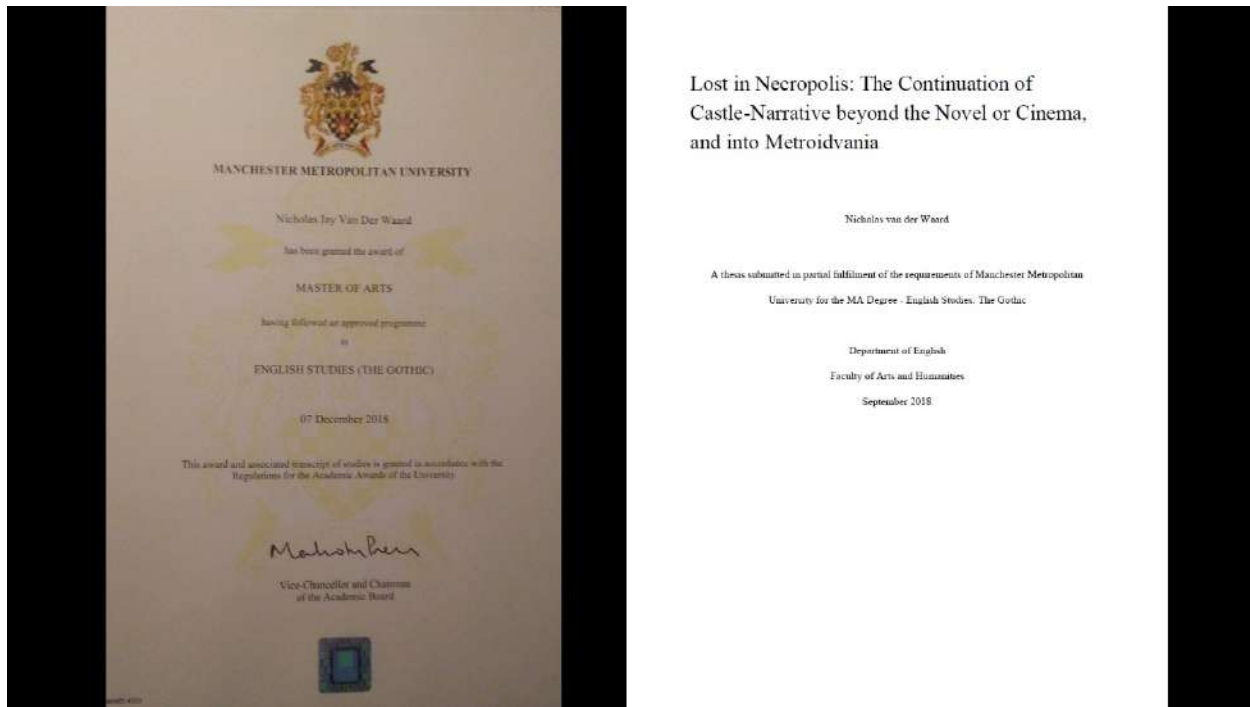 MANCHESTER METROPOLITAN UNIVERSITY
Nicholas Jay Van Der Waard
has been granted the award of
MASTER OF ARTS
having followed an approved programme
in
ENGLISH STUDIES (THE GOTHIC)
07 December 2018
This award and associated transcript of studies is granted in accordance with the
Regulations for the Academic Awards of the University
Vice-Chancellor and Chairman
of the Academic Board
Lost in Necropolis: The Continuation of
Castle-Narrative beyond the Novel or Cinema,
and into Metroidvania
Nicholas van der Waard
A thesis submitted in partial fulfilment of the requirements of Manchester Metropolitan
University for the MA Degree - English Studies: The Gothic
Department of English
Faculty of Arts and Humanities
September 2018